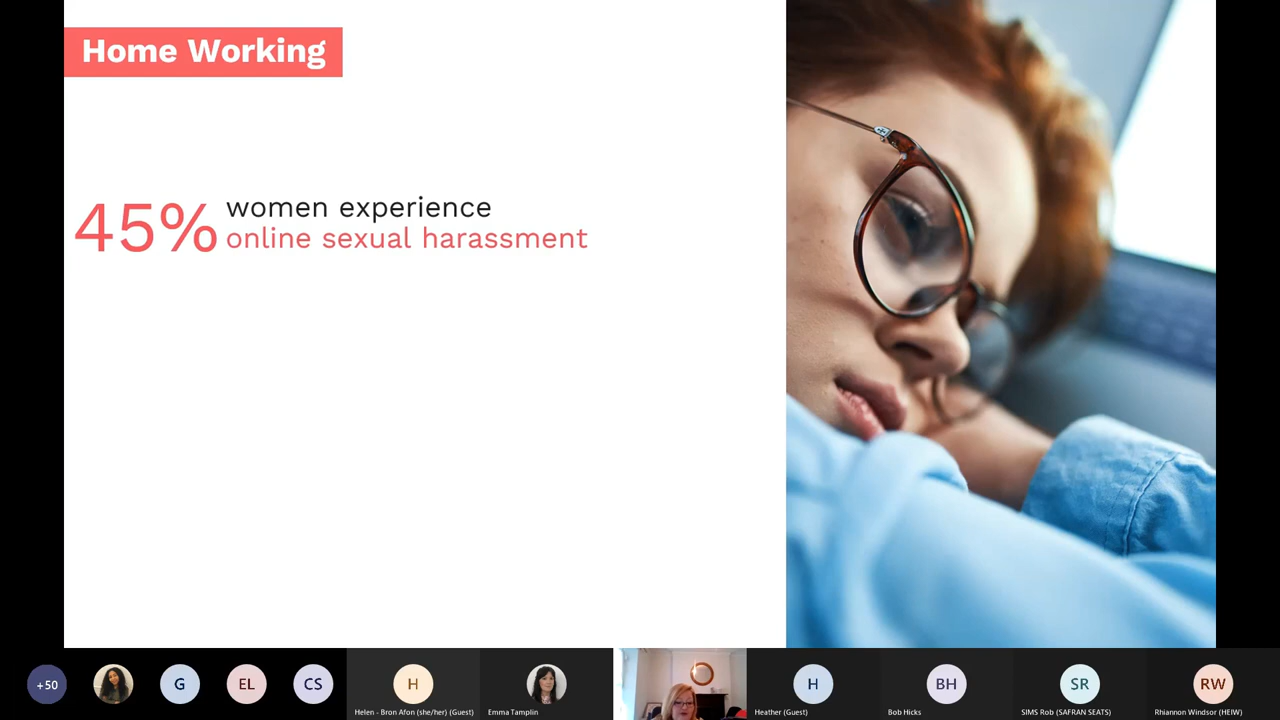 Home Working
45%
women experience
online sexual harassment
+50
G
EL
CS
H
Helen - Bron Afon (she/her) (Guest)
Emma Tamplin
H
Heather (Guest)
BH
Bob Hicks
SR
SIMS Rob (SAFRAN SEATS)
RW
Rhiannon Windsor (HEIW)